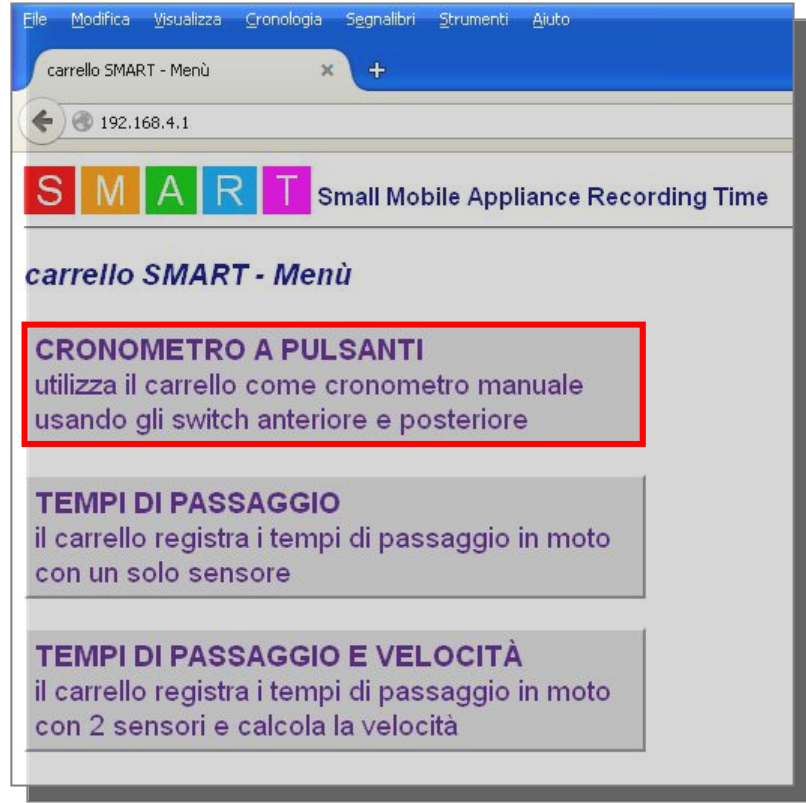 File Modifica Visualizza Cronologia Segnalibri Strumenti Aiuto
carrello SMART - Menù
192.168.4.1
S M A R T Small Mobile Appliance Recording Time
carrello SMART - Menù
CRONOMETRO A PULSANTI
utilizza il carrello come cronometro manuale
usando gli switch anteriore e posteriore
TEMPI DI PASSAGGIO
il carrello registra i tempi di passaggio in moto
con un solo sensore
TEMPI DI PASSAGGIO E VELOCITÀ
il carrello registra i tempi di passaggio in moto
con 2 sensori e calcola la velocità